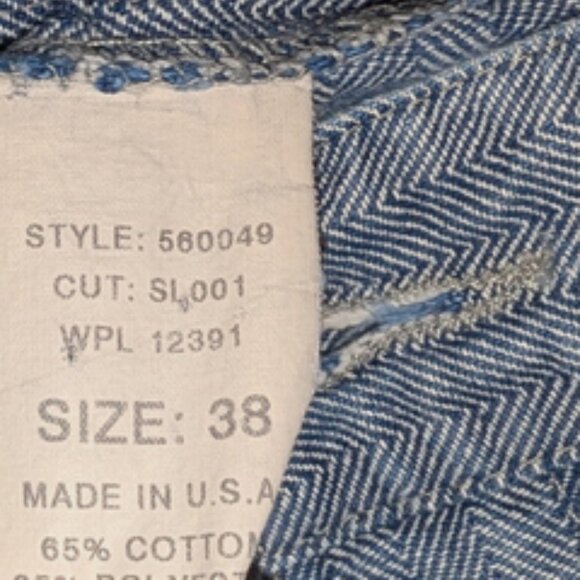 STYLE: 560049
CUT: SL001
WPL 12391
SIZE: 38
MADE IN U.S.A
65% COTTON